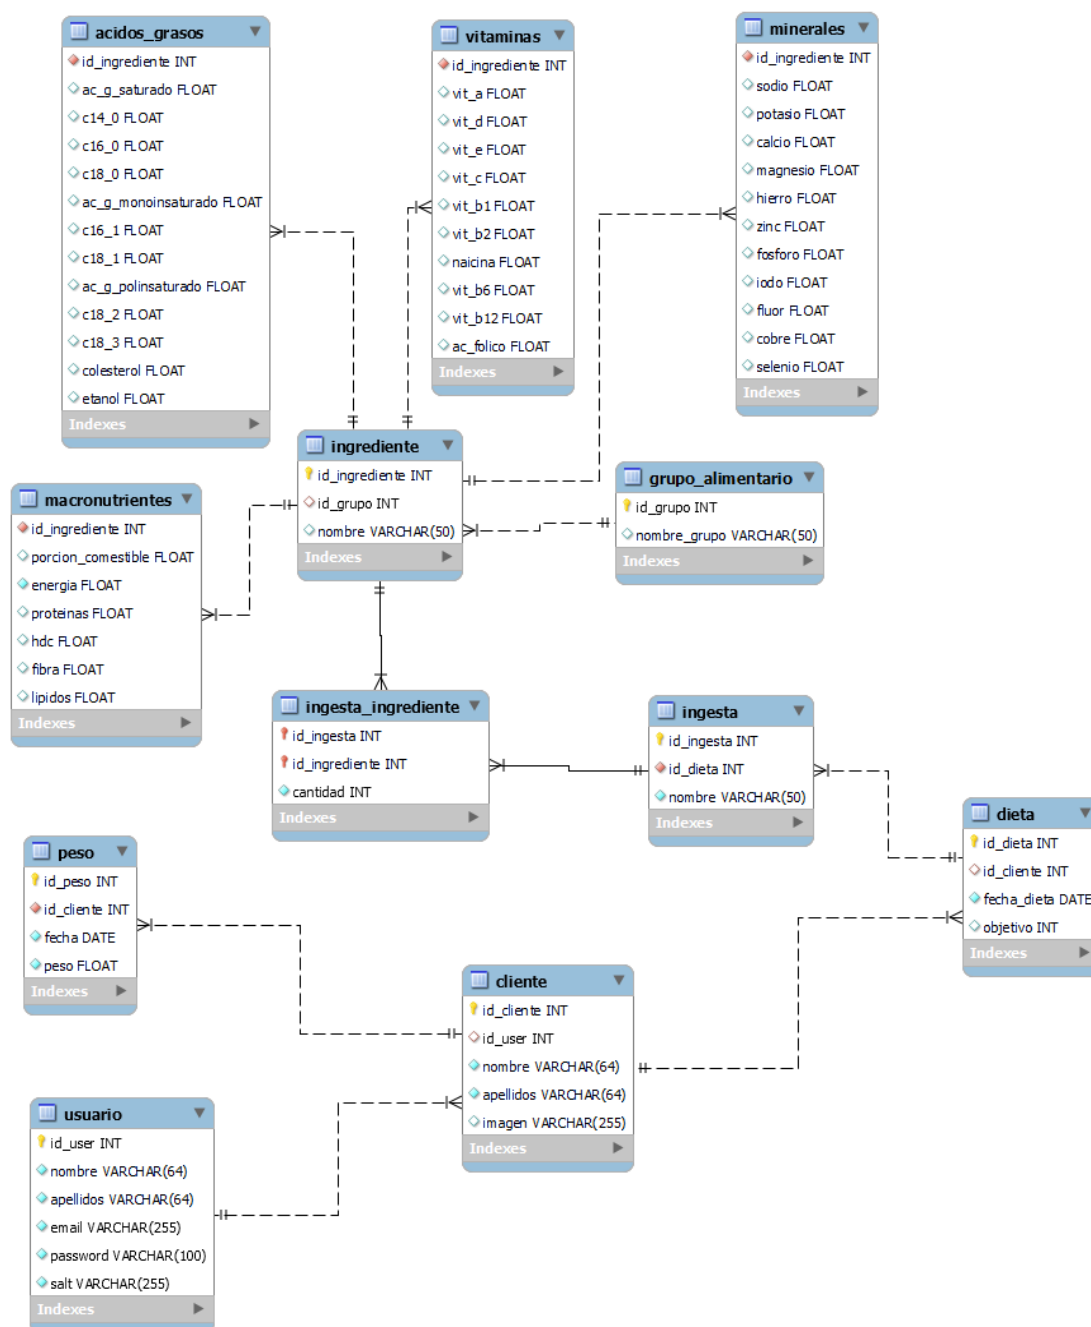 acidos_grasos
id_ingrediente INT
ac_g_saturado FLOAT
c14_0 FLOAT
c16_0 FLOAT
c18_0 FLOAT
ac_g_monoinsaturado FLOAT
c16_1 FLOAT
c18_1 FLOAT
ac_g_polinsaturado FLOAT
c18_2 FLOAT
c18_3 FLOAT
colesterol FLOAT
etanol FLOAT
Indexes
vitaminas
id_ingrediente INT
vit_a FLOAT
vit_d FLOAT
vit_e FLOAT
vit_c FLOAT
vit_b1 FLOAT
vit_b2 FLOAT
naicina FLOAT
vit_b6 FLOAT
vit_b12 FLOAT
ac_folico FLOAT
Indexes
minerales
id_ingrediente INT
sodio FLOAT
potasio FLOAT
calcio FLOAT
magnesio FLOAT
hierro FLOAT
zinc FLOAT
fosforo FLOAT
iodo FLOAT
fluor FLOAT
cobre FLOAT
selenio FLOAT
Indexes
ingrediente
id_ingrediente INT
id_grupo INT
nombre VARCHAR(50)
Indexes
grupo_alimentario
id_grupo INT
nombre_grupo VARCHAR(50)
Indexes
macronutrientes
id_ingrediente INT
porcion_comestible FLOAT
energia FLOAT
proteinas FLOAT
hdc FLOAT
fibra FLOAT
lipidos FLOAT
Indexes
ingesta_ingrediente
id_ingesta INT
id_ingrediente INT
cantidad INT
Indexes
ingesta
id_ingesta INT
id_dieta INT
nombre VARCHAR(50)
Indexes
dieta
id_dieta INT
id_cliente INT
fecha_dieta DATE
objetivo INT
Indexes
peso
id_peso INT
id_cliente INT
fecha DATE
peso FLOAT
Indexes
cliente
id_cliente INT
id_user INT
nombre VARCHAR(64)
apellidos VARCHAR(64)
imagen VARCHAR(255)
Indexes
usuario
id_user INT
nombre VARCHAR(64)
apellidos VARCHAR(64)
email VARCHAR(255)
password VARCHAR(100)
salt VARCHAR(255)
Indexes